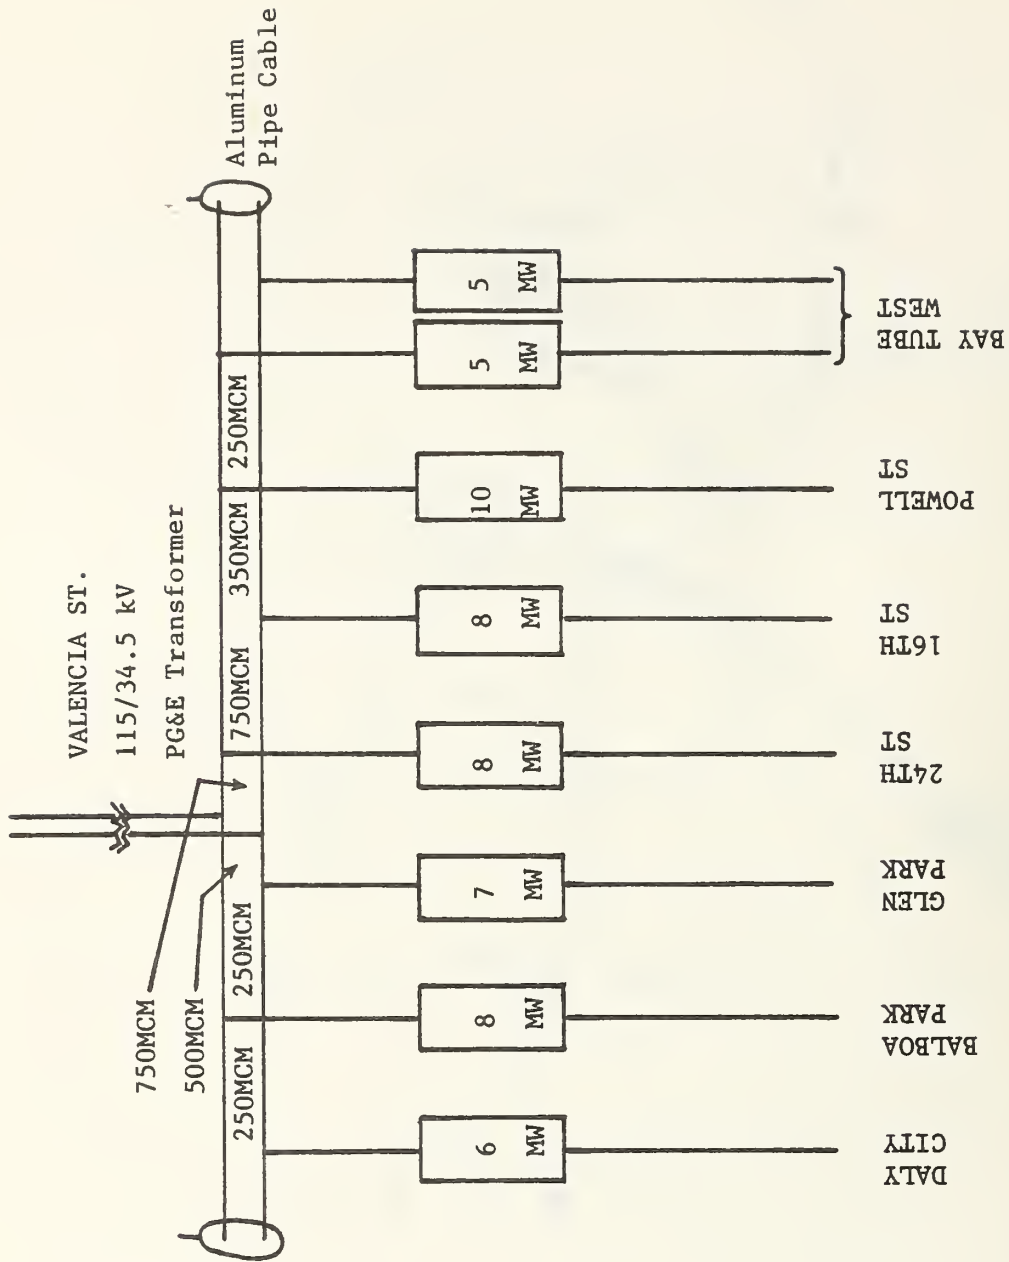 VALENCIA ST.
115/34.5 kV
PG&E Transformer
Aluminum
Pipe Cable
750MCM
500MCM
250MCM
250MCM
750MCM
350MCM
250MCM
6
MW
8
MW
7
MW
8
MW
8
MW
10
MW
5
MW
5
MW
DALY
CITY
BALBOA
PARK
GLEN
PARK
24TH
ST
16TH
ST
POWELL
ST
BAY TUBE
WEST